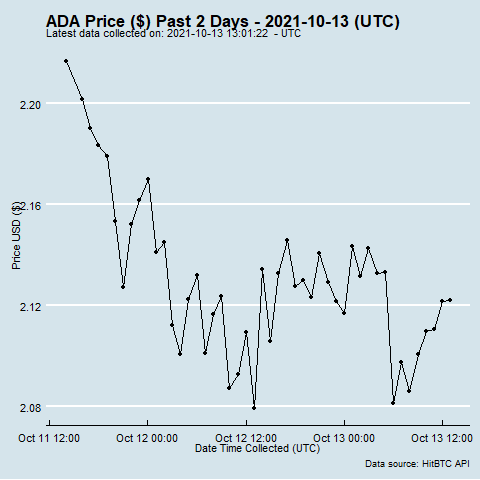 ADA Price ($) Past 2 Days - 2021-10-13 (UTC)
Latest data collected on: 2021-10-13 13:01:22 - UTC
2.20
2.16
2.12
2.08
Price USD ($)
Oct 11 12:00 Oct 12 00:00 Oct 12 12:00 Oct 13 00:00 Oct 13 12:00
Date Time Collected (UTC)
Data source: HitBTC API